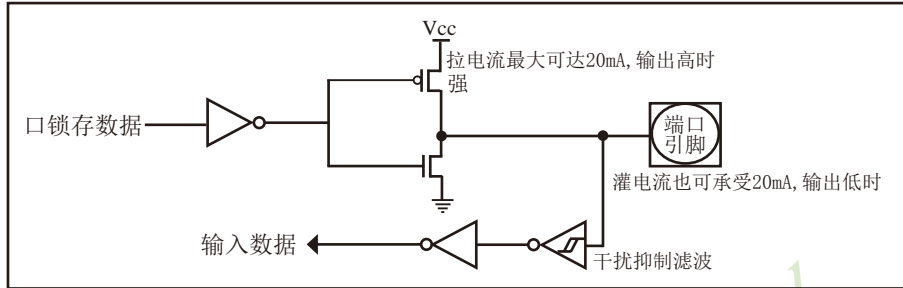 Vcc
拉电流最大可达20mA,输出高时
强
口锁存数据
端口
引脚
灌电流也可承受20mA,输出低时
输入数据
干扰抑制滤波